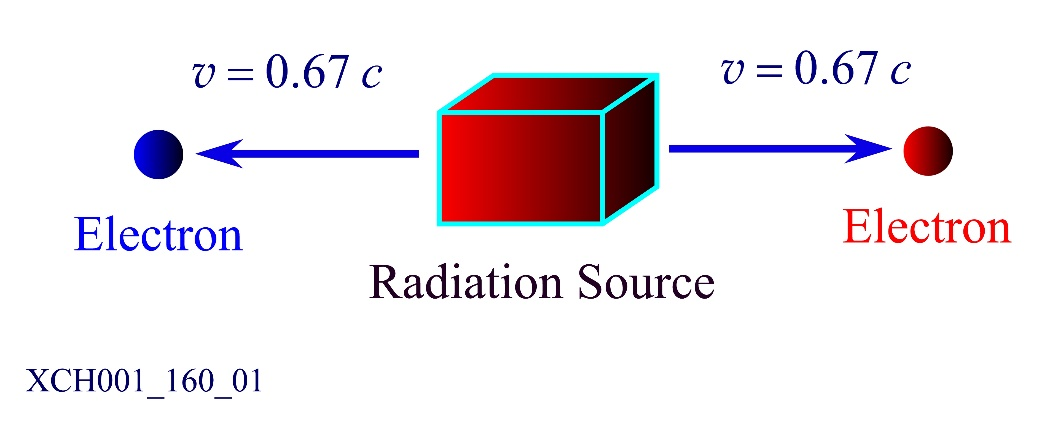 v = 0.67 c
v = 0.67 c
Electron
Electron
Radiation Source
XCH001_160_01